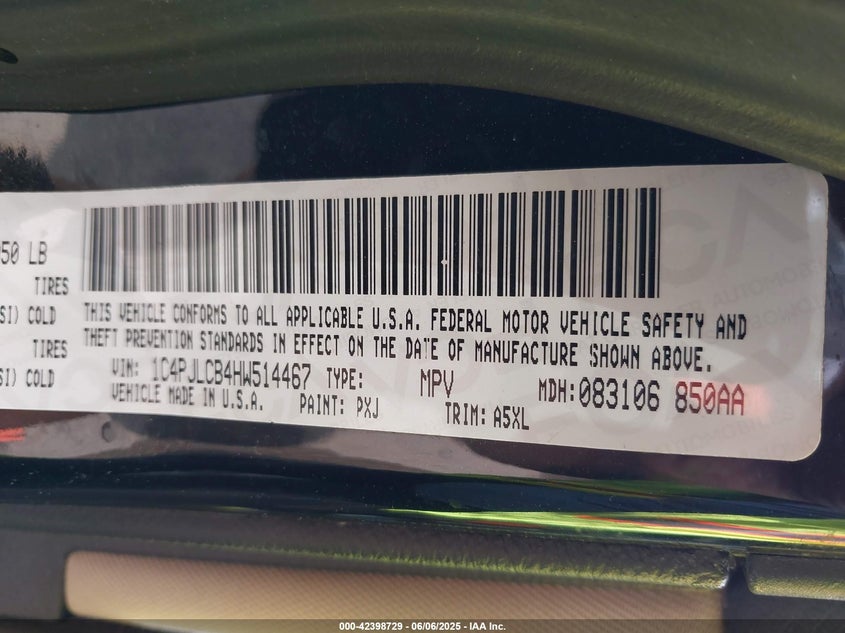 950 LB
TIRES
SI) COLD
TIRES
SI) COLD
THIS VEHICLE CONFORMS TO ALL APPLICABLE U.S.A. FEDERAL MOTOR VEHICLE SAFETY AND
THEFT PREVENTION STANDARDS IN EFFECT ON THE DATE OF MANUFACTURE SHOWN ABOVE.
VIN: 1C4PJLCB4HW514467 TYPE: MPV MDH:083106 850AA
VEHICLE MADE IN U.S.A. PAINT: PXJ TRIM: A5XL
000-42398729 - 06/06/2025 - IAA Inc.